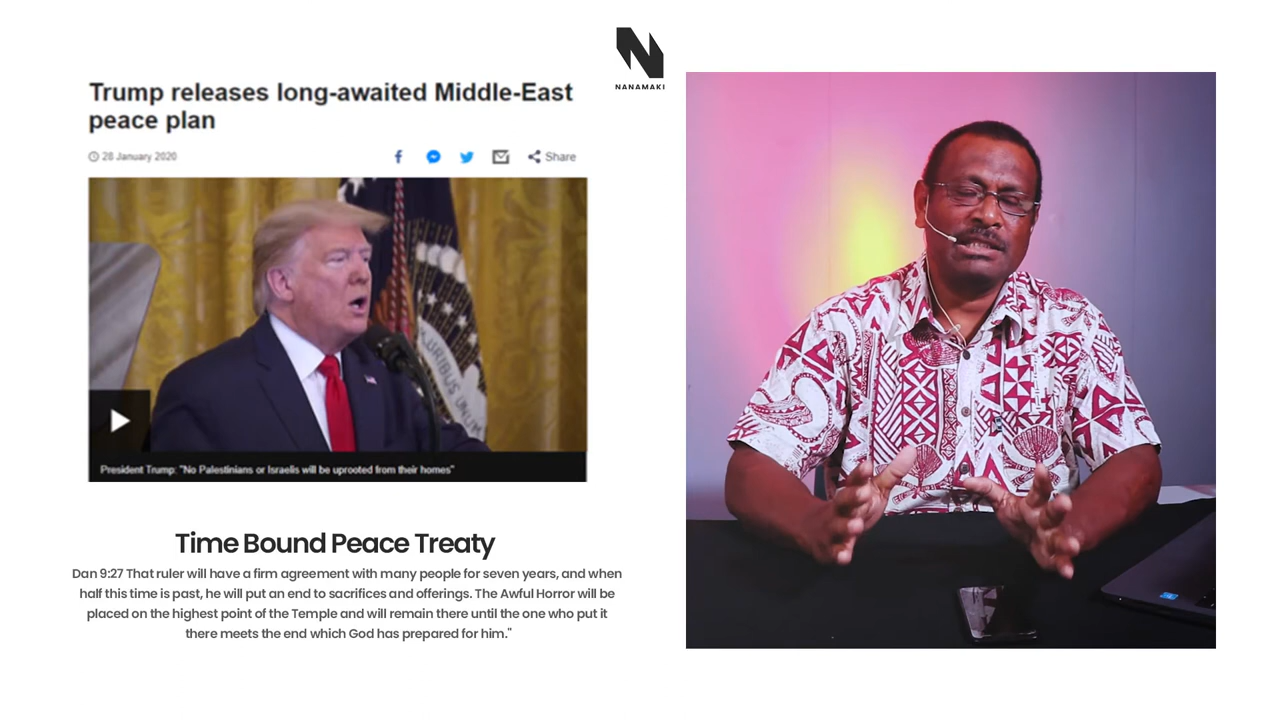 NANAMAKI
Trump releases long-awaited Middle-East
peace plan
28 January 2020
Share
PLURIBUS UNUM
President Trump: "No Palestinians or Israelis will be uprooted from their homes"
Time Bound Peace Treaty
Dan 9:27 That ruler will have a firm agreement with many people for seven years, and when
half this time is past, he will put an end to sacrifices and offerings. The Awful Horror will be
placed on the highest point of the Temple and will remain there until the one who put it
there meets the end which God has prepared for him."